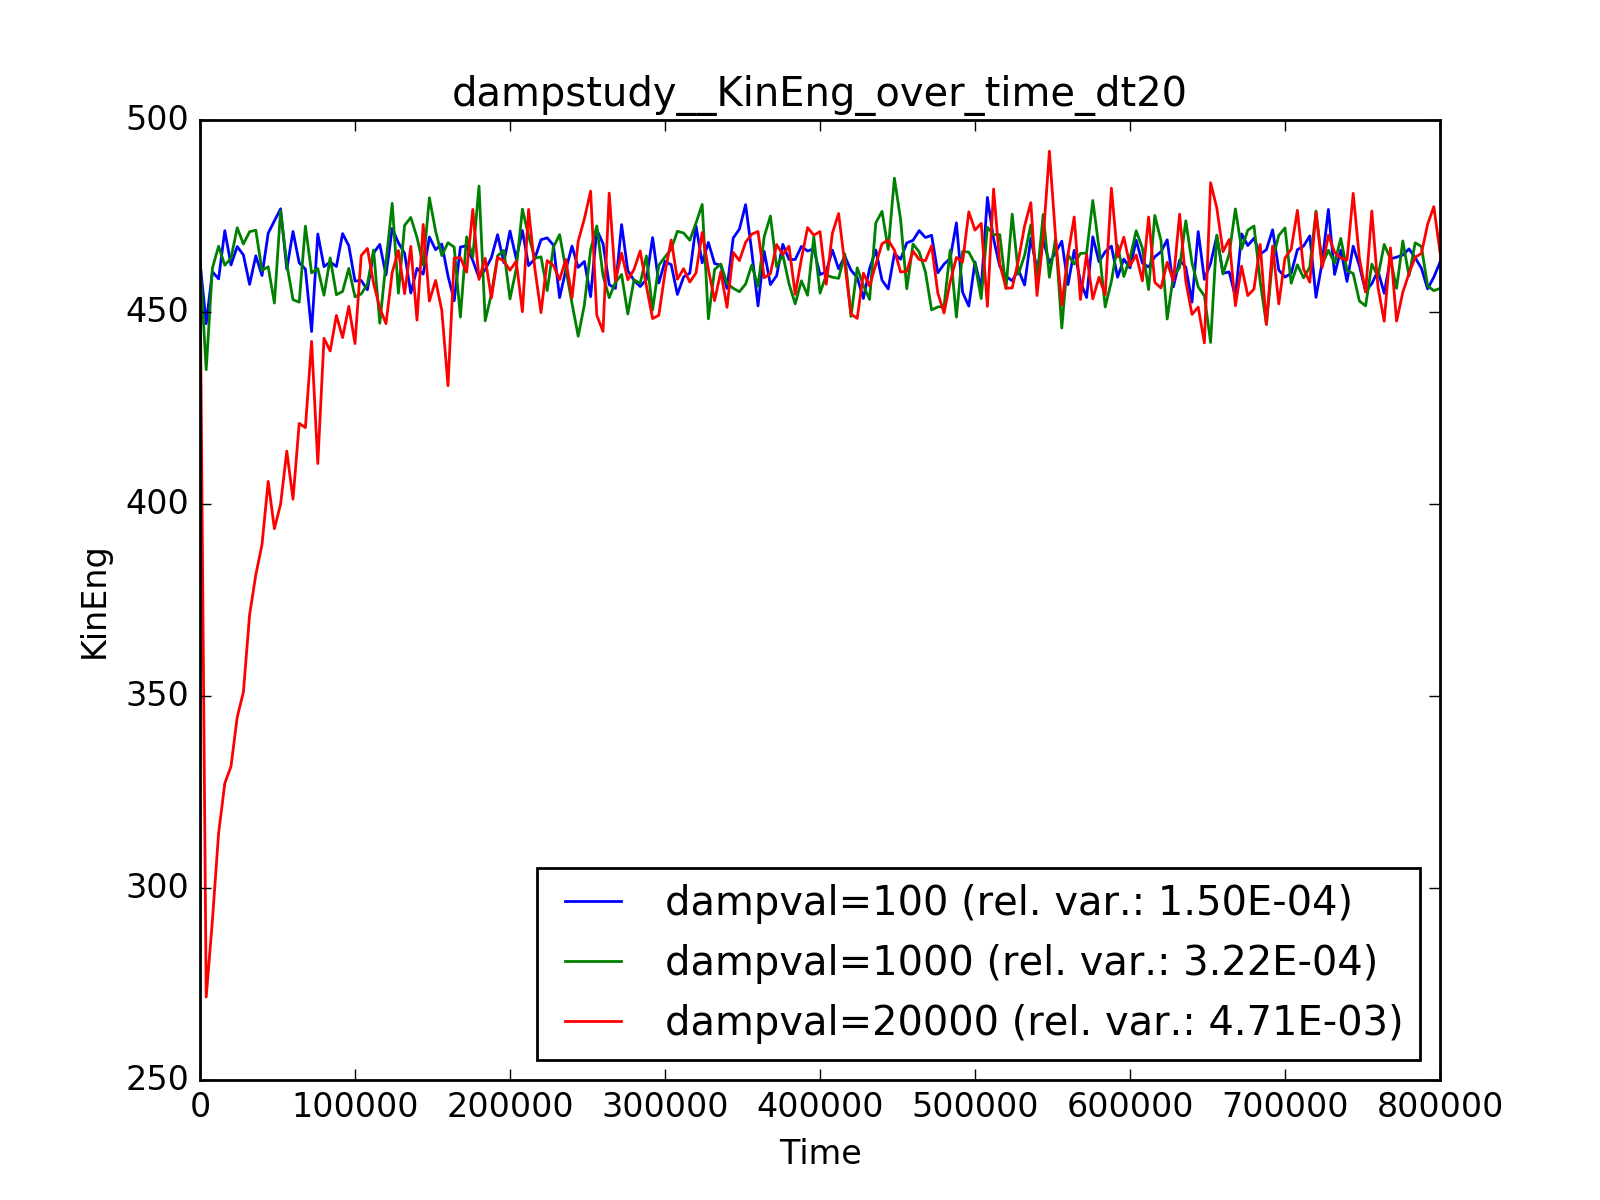 dampstudy__KinEng_over_time_dt20
500
450
400
350
300
250
KinEng
dampval=100 (rel. var.: 1.50E-04)
dampval=1000 (rel. var.: 3.22E-04)
dampval=20000 (rel. var.: 4.71E-03)
0 100000 200000 300000 400000 500000 600000 700000 800000
Time